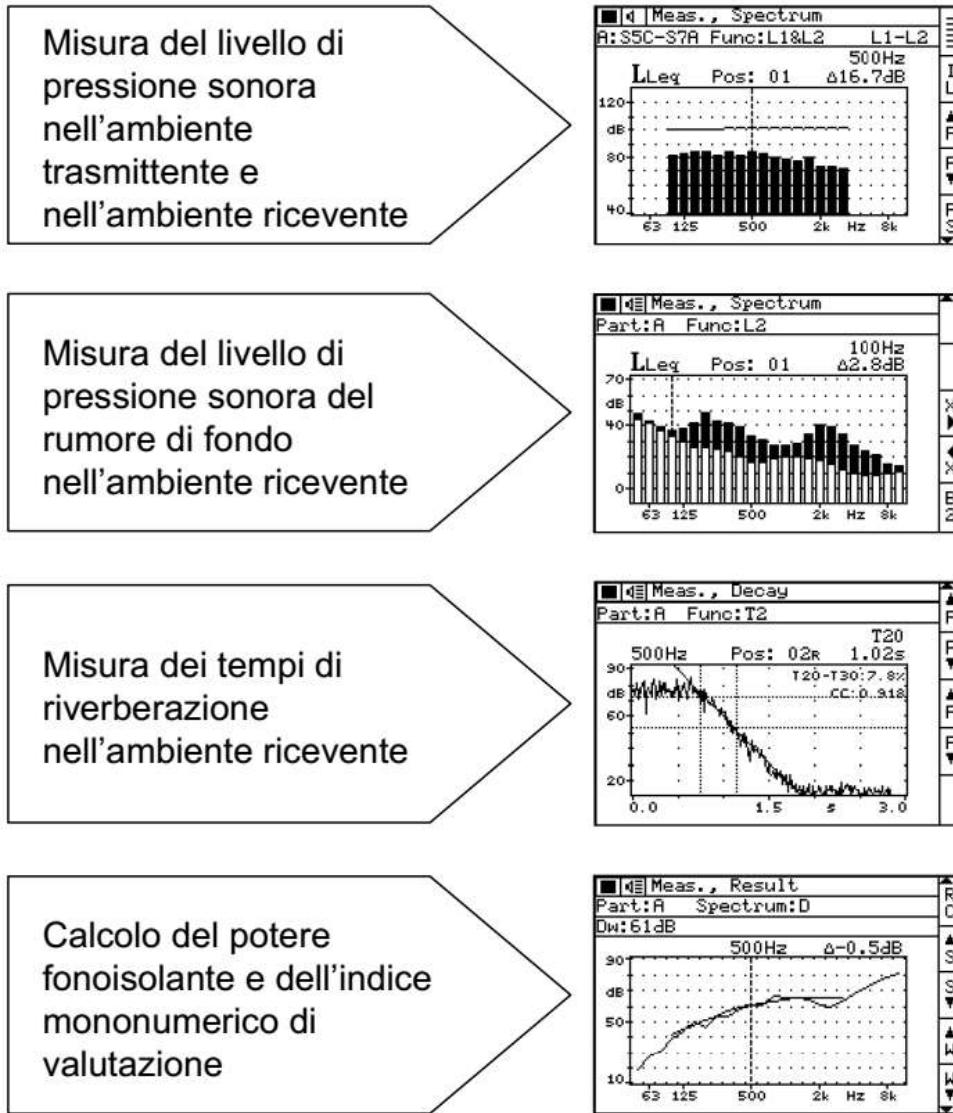 Misura del livello di
pressione sonora
nell'ambiente
trasmittente e
nell'ambiente ricevente
Meas., Spectrum
A:S5C-S7A Func:L1&L2 L1-L2
500Hz
LLeq Pos: 01 Δ16.7dB
120
dB
80
40
63 125 500 2k Hz 8k
Misura del livello di
pressione sonora del
rumore di fondo
nell'ambiente ricevente
Meas., Spectrum
Part:A Func:L2
100Hz
LLeq Pos: 01 Δ2.8dB
70
dB
40
0
63 125 500 2k Hz 8k
Misura dei tempi di
riverberazione
nell'ambiente ricevente
Meas., Decay
Part:A Func:T2
T20
500Hz Pos: 02R 1.02s
90
T20-T30:7.8%
dB
CC:0.918
60
20
0.0 1.5 s 3.0
Calcolo del potere
fonoisolante e dell'indice
mononumerico di
valutazione
Meas., Result
Part:A Spectrum:D
Dw:61dB
500Hz Δ-0.5dB
90
dB
50
10
63 125 500 2k Hz 8k